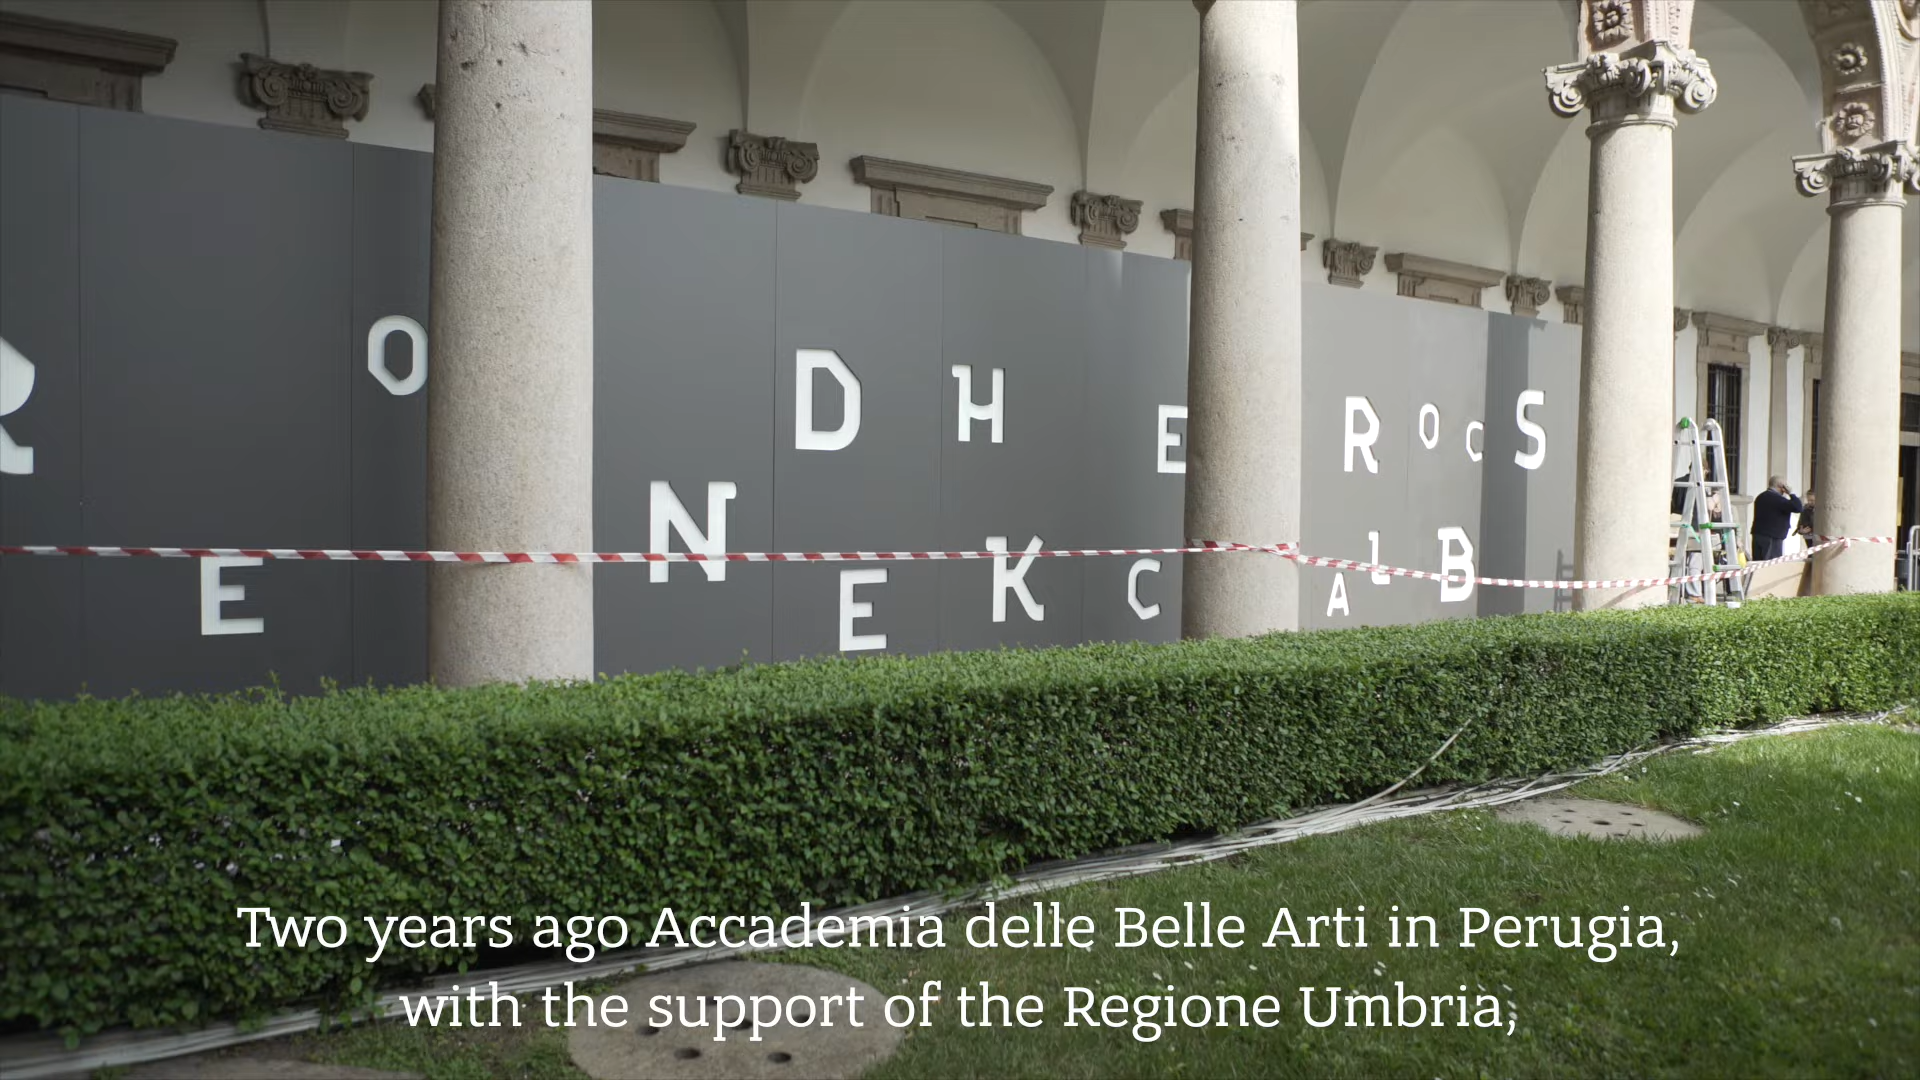 R O D H E R O C S
E N E K C A L B
Two years ago Accademia delle Belle Arti in Perugia,
with the support of the Regione Umbria,